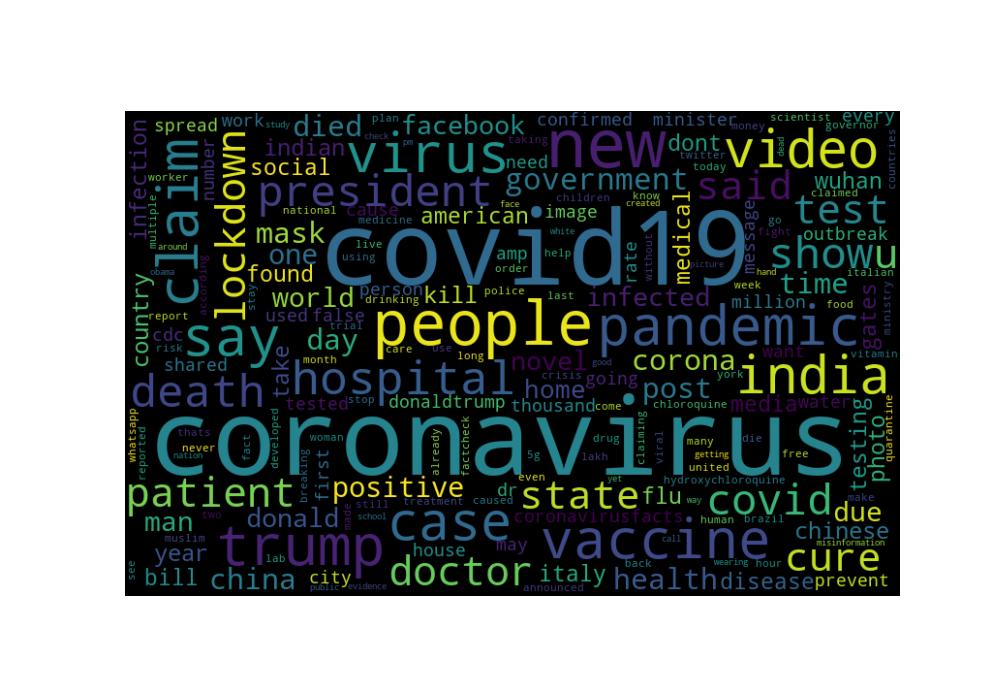 infection
spread
work
study
plan
died
check
pm
facebook
taking
confirmed
minister
money
scientist
governor
every
indian
virus
need
new
dont
twitter
today
video
dead
countries
number
social
claim
lockdown
multiple
worker
president
government
said
wuhan
claimed
national
cause
face
children
know
created
medicine
american
image
test
go
fight
outbreak
mask
white
covid19
medical
message
live
using
amp
help
rate
without
one
around
obama
found
order
picture
show
u
hand
italian
time
week
country
according
stay
person
drinking
kill
police
last
infected
million
food
gates
ministry
world
report
used
false
cdc
say
day
trial
people
pandemic
risk
shared
take
month
care
use
long
novel
good
corona
want
york
vitamin
crisis
india
death
hospital
home
going
post
tested
stop
donaldtrump
thousand
come
chloroquine
media
water
whatsapp
reported
thats
never
nation
fact
developed
woman
coronavirus
already
factcheck
drug
5g
lakh
claiming
viral
many
getting
united
die
free
testing
photo
quarantine
breaking
first
even
yet
hydroxychloroquine
patient
positive
dr
state
flu
way
covid
make
man
two
donald
made
still
treatment
caused
case
school
coronavirusfacts
human
brazil
due
chinese
muslim
trump
house
may
vaccine
call
misinformation
see
year
lab
back
wearing
hour
cure
bill
china
city
public
evidence
doctor
italy
announced
health
disease
prevent